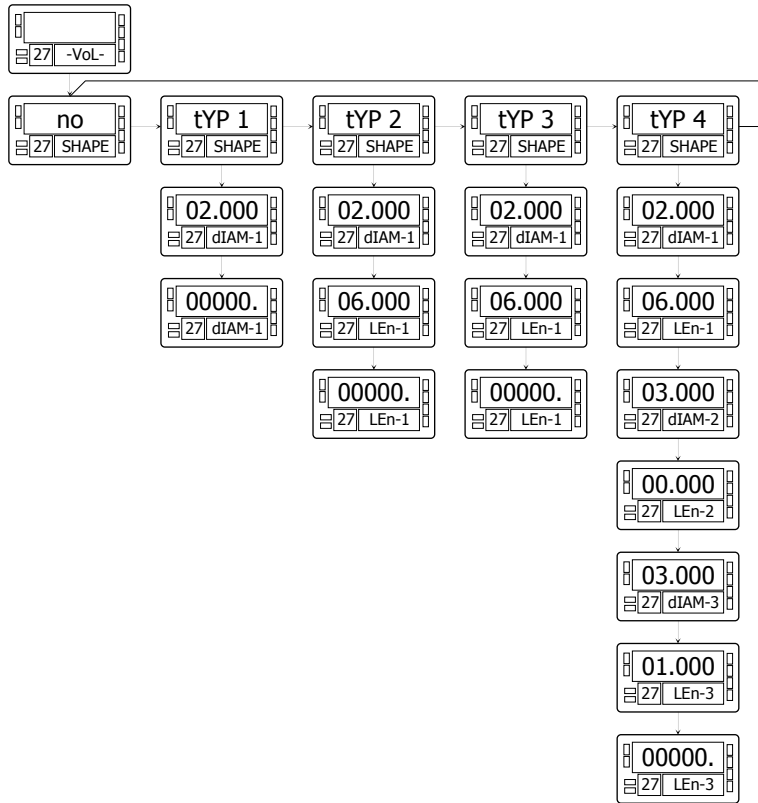 27 -VoL-
no
27 SHAPE
tYP 1
27 SHAPE
tYP 2
27 SHAPE
tYP 3
27 SHAPE
tYP 4
27 SHAPE
02.000
27 dIAM-1
02.000
27 dIAM-1
02.000
27 dIAM-1
02.000
27 dIAM-1
00000.
27 dIAM-1
06.000
27 LEn-1
06.000
27 LEn-1
06.000
27 LEn-1
00000.
27 LEn-1
00000.
27 LEn-1
03.000
27 dIAM-2
00.000
27 LEn-2
03.000
27 dIAM-3
01.000
27 LEn-3
00000.
27 LEn-3